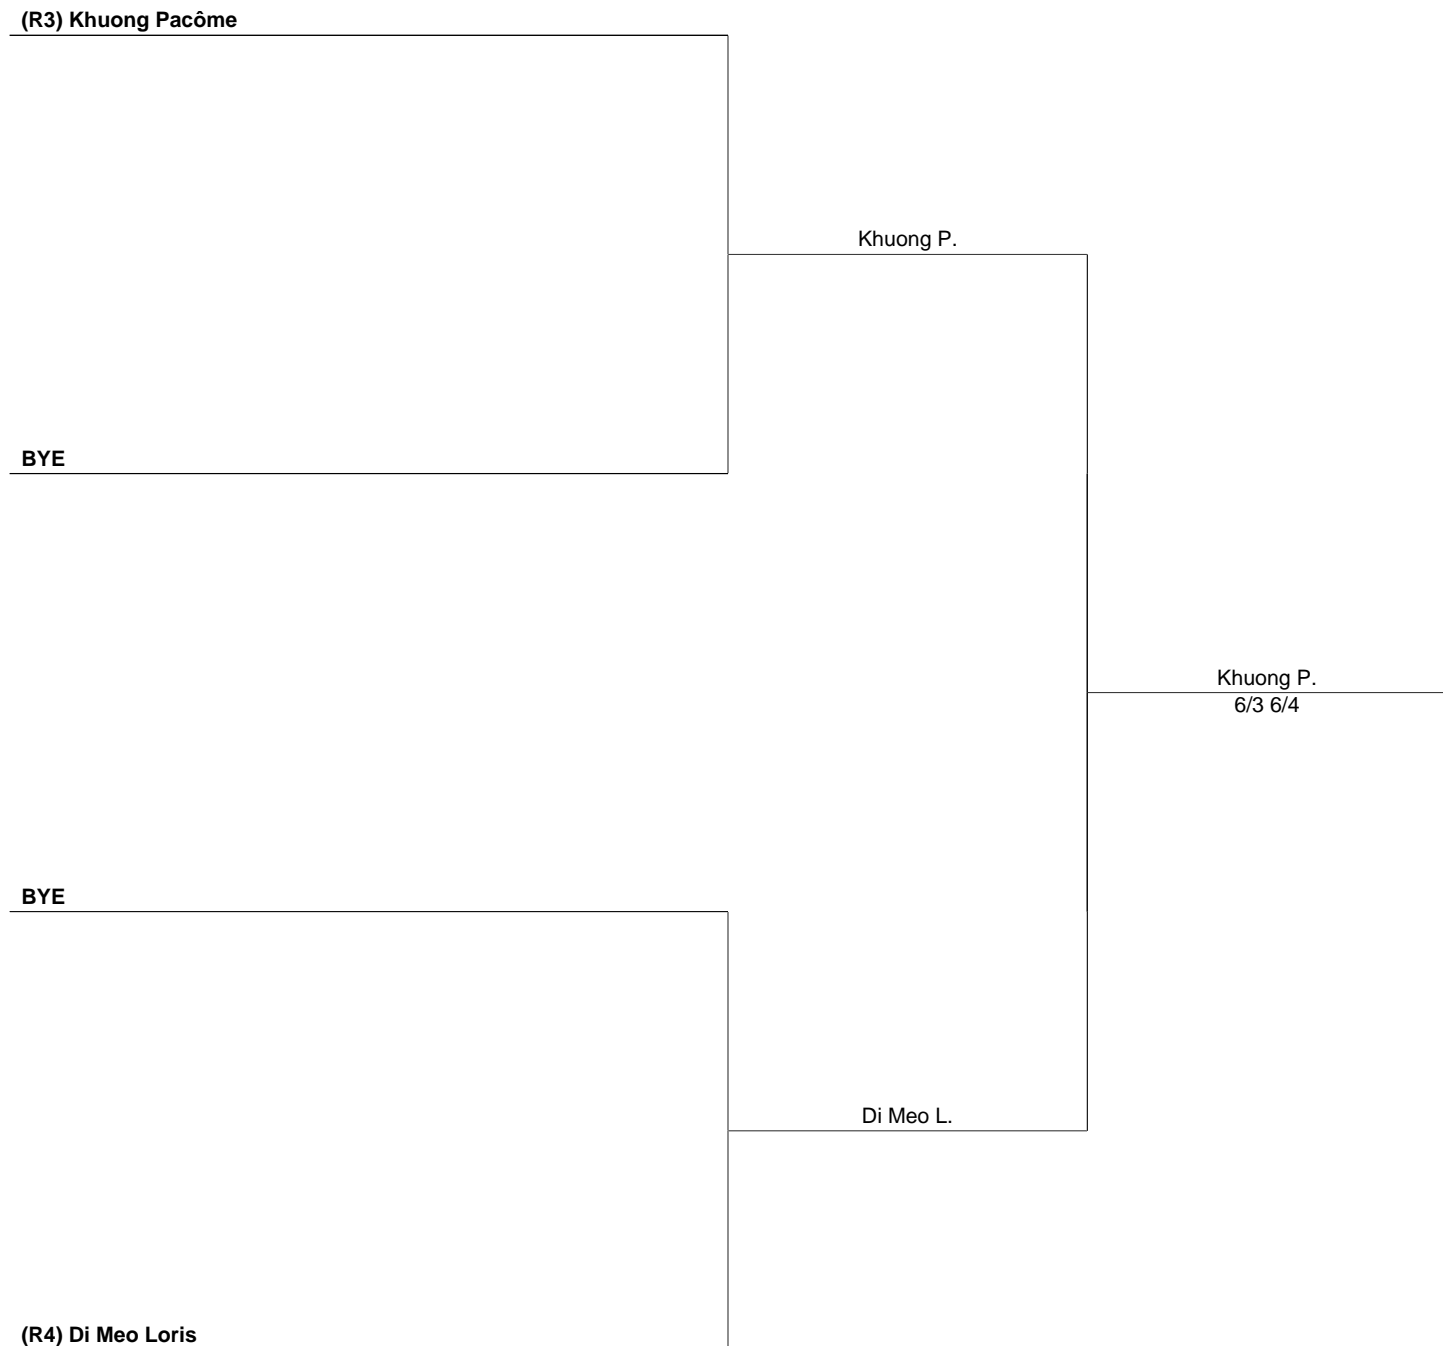 (R3) Khuong Pacôme
Khuong P.
BYE
Khuong P.
6/3 6/4
BYE
Di Meo L.
(R4) Di Meo Loris